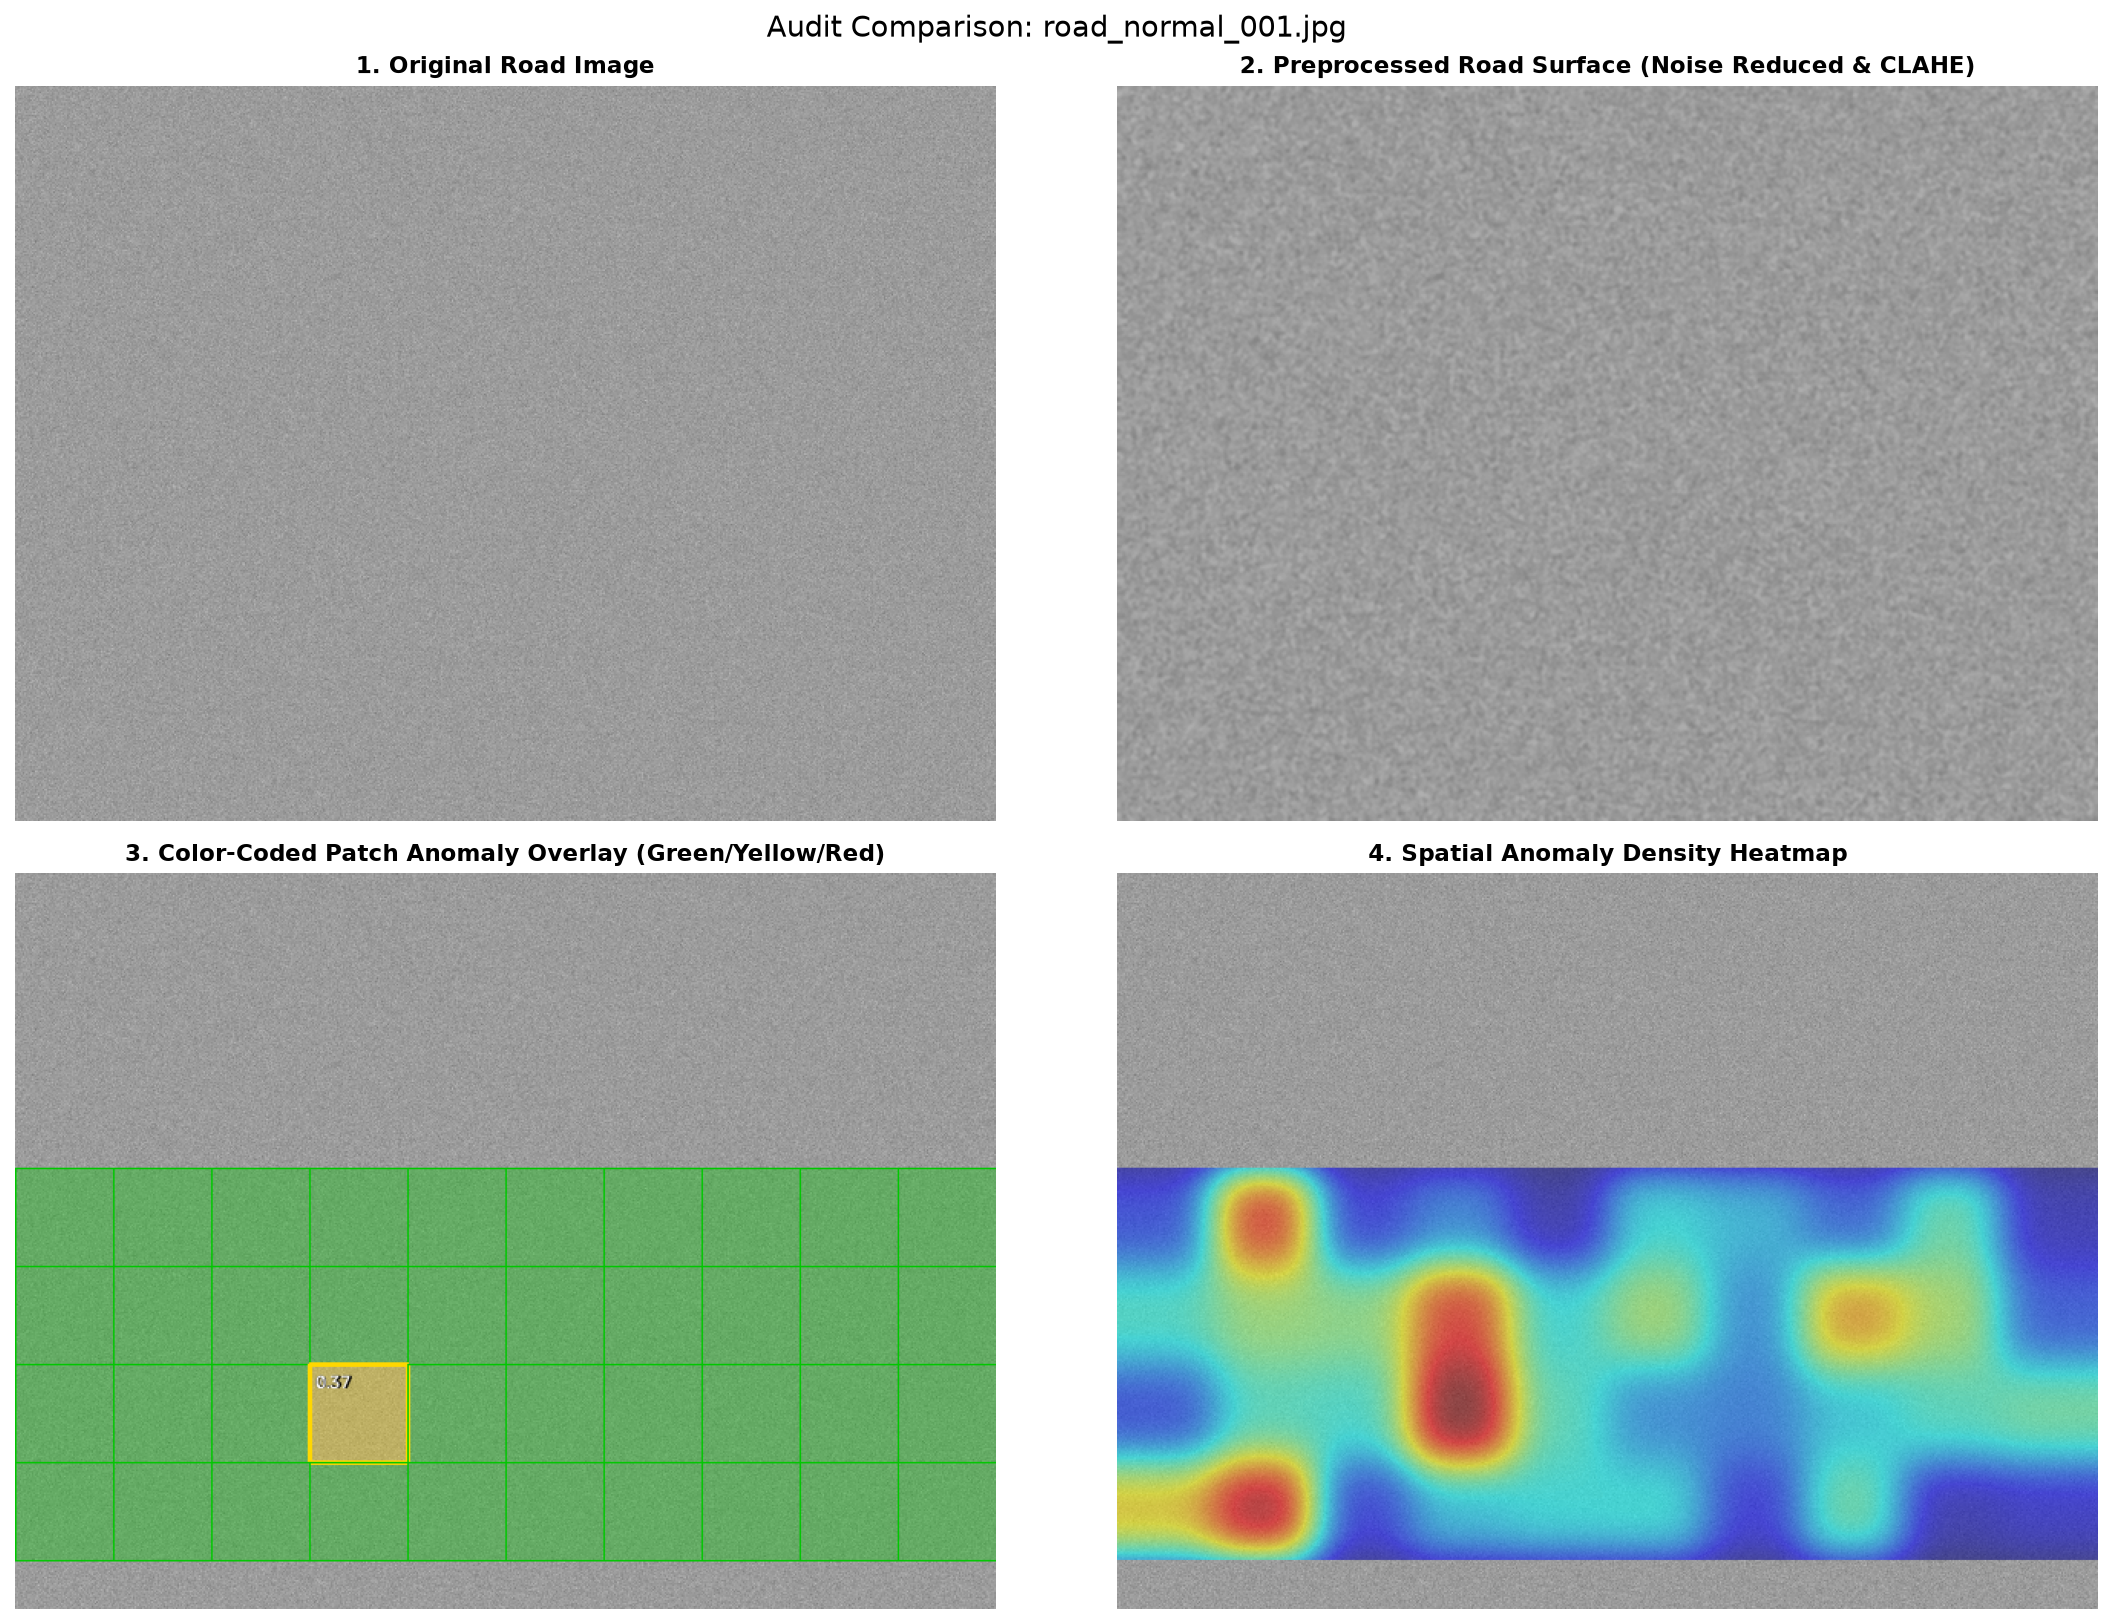 Audit Comparison: road_normal_001.jpg
1. Original Road Image
2. Preprocessed Road Surface (Noise Reduced & CLAHE)
3. Color-Coded Patch Anomaly Overlay (Green/Yellow/Red)
0.37
4. Spatial Anomaly Density Heatmap